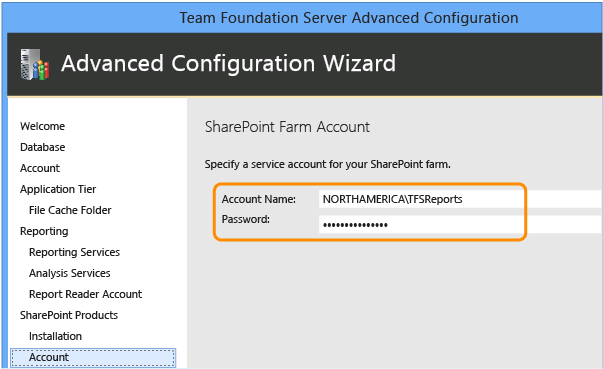 Team Foundation Server Advanced Configuration
Advanced Configuration Wizard
Welcome
Database
Account
Application Tier
File Cache Folder
Reporting
Reporting Services
Analysis Services
Report Reader Account
SharePoint Products
Installation
Account
SharePoint Farm Account
Specify a service account for your SharePoint farm.
Account Name: NORTHAMERICA\TFSReports
Password: •••••••••••••••